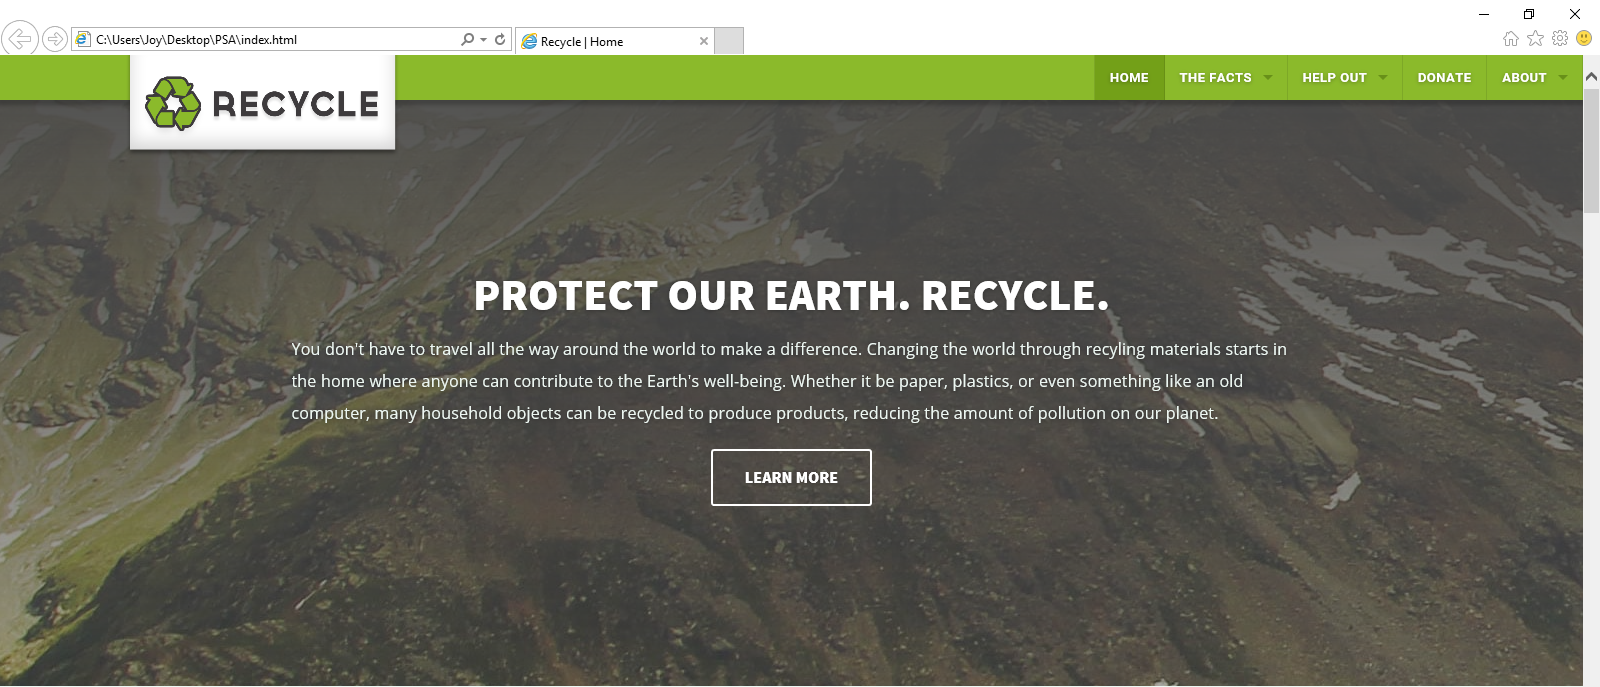 C:\Users\Joy\Desktop\PSA\index.html
Recycle | Home
RECYCLE
HOME THE FACTS HELP OUT DONATE ABOUT
PROTECT OUR EARTH. RECYCLE.
You don't have to travel all the way around the world to make a difference. Changing the world through recyling materials starts in
the home where anyone can contribute to the Earth's well-being. Whether it be paper, plastics, or even something like an old
computer, many household objects can be recycled to produce products, reducing the amount of pollution on our planet.
LEARN MORE